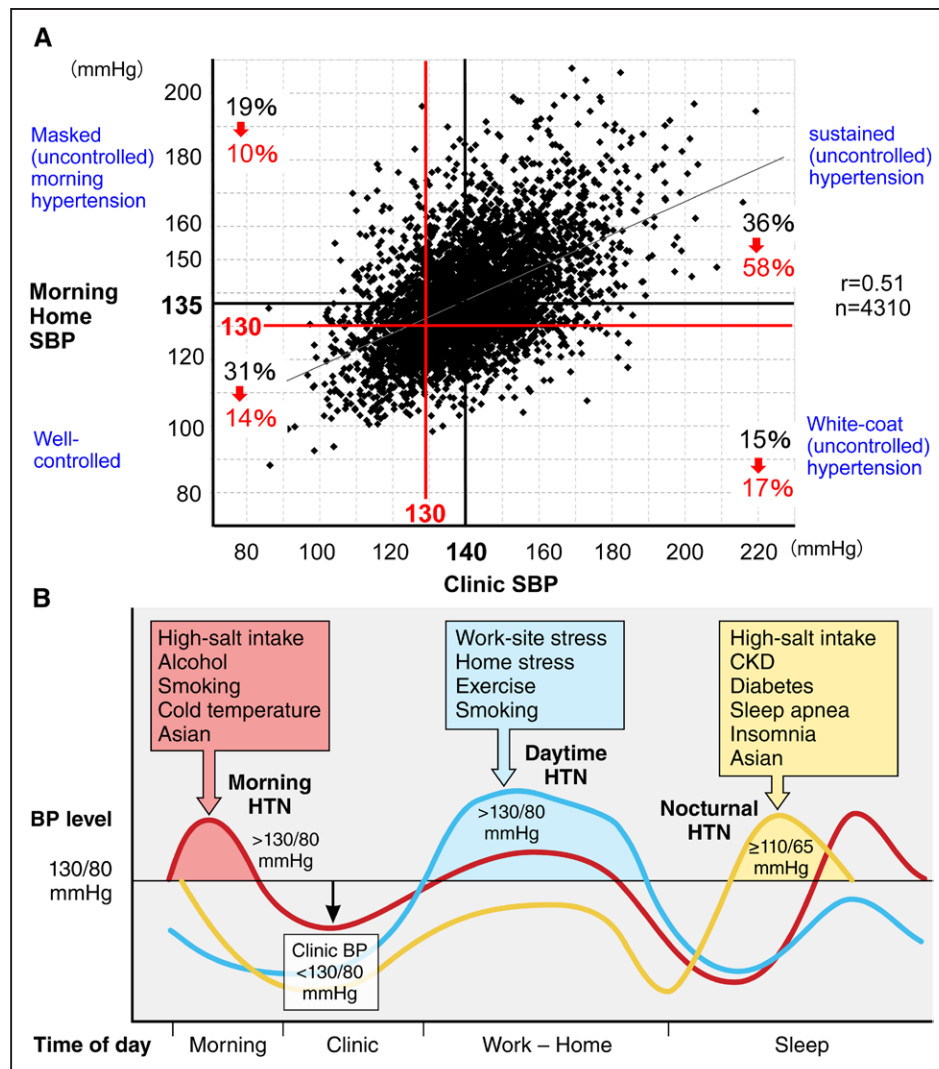 A
(mmHg)
200
180
160
150
135
130
120
100
80
Morning
Home
SBP
19%
10%
Masked
(uncontrolled)
morning
hypertension
sustained
(uncontrolled)
hypertension
36%
58%
r=0.51
n=4310
31%
14%
Well-
controlled
15%
17%
White-coat
(uncontrolled)
hypertension
130
80 100 120 140 160 180 200 220 (mmHg)
Clinic SBP
B
High-salt intake
Alcohol
Smoking
Cold temperature
Asian
Work-site stress
Home stress
Exercise
Smoking
High-salt intake
CKD
Diabetes
Sleep apnea
Insomnia
Asian
Morning
HTN
Daytime
HTN
Nocturnal
HTN
BP level
130/80
mmHg
>130/80
mmHg
>130/80
mmHg
≥110/65
mmHg
Clinic BP
<130/80
mmHg
Time of day Morning Clinic Work – Home Sleep